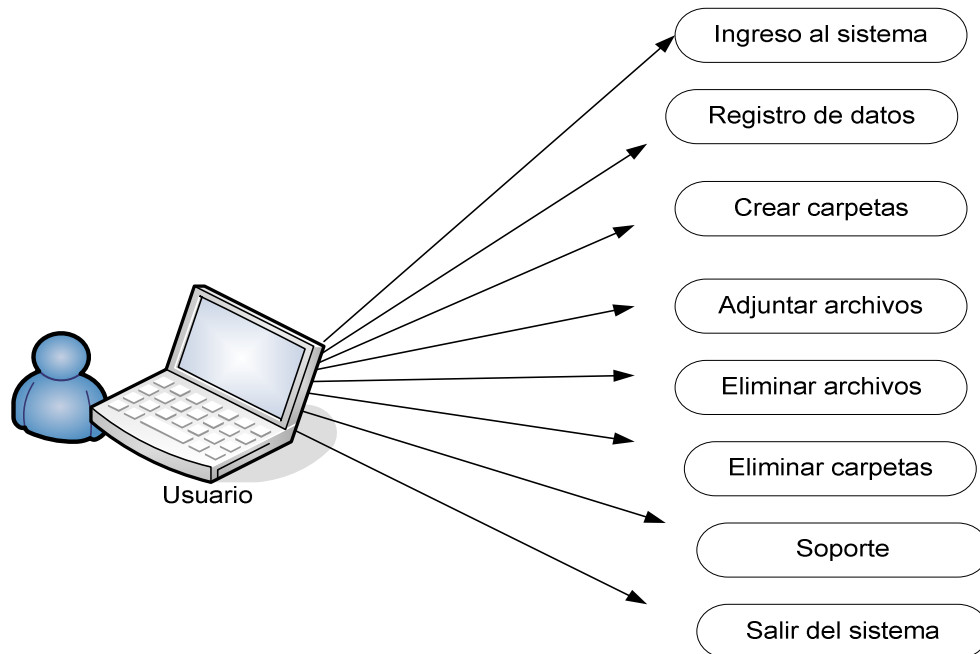 Ingreso al sistema
Registro de datos
Crear carpetas
Adjuntar archivos
Eliminar archivos
Eliminar carpetas
Usuario
Soporte
Salir del sistema